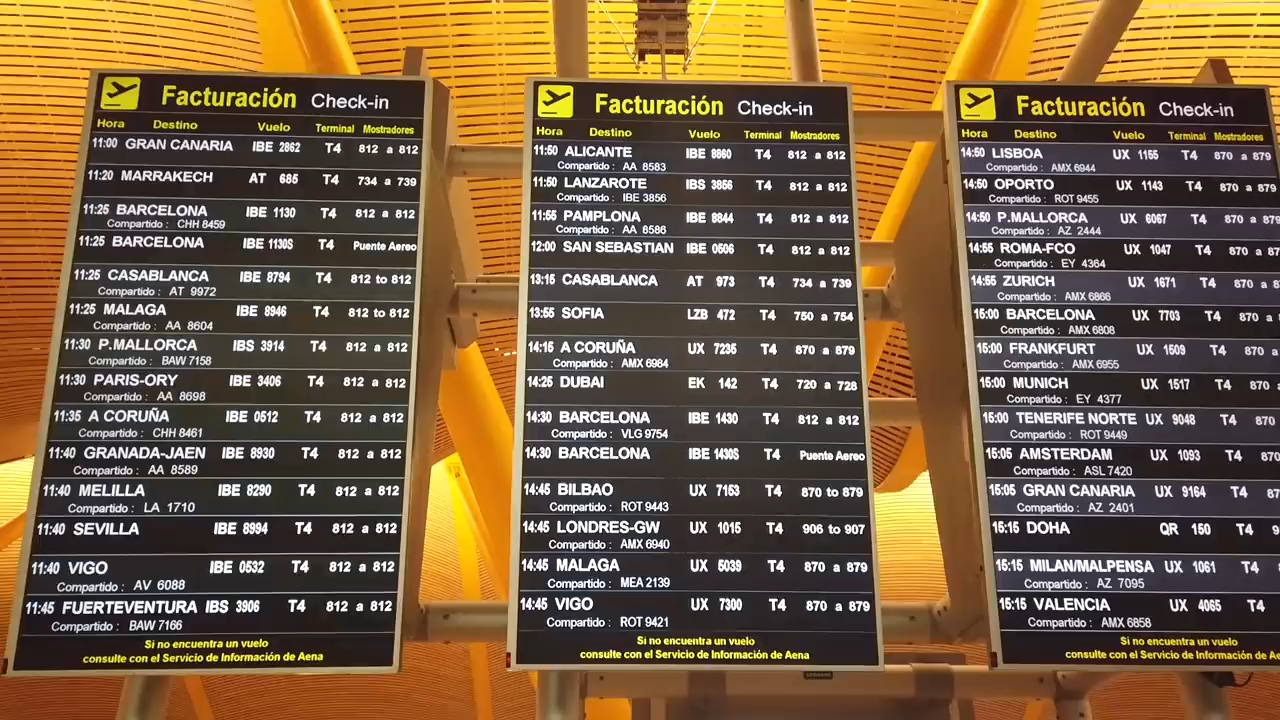 Facturación Check-in
Hora Destino Vuelo Terminal Mostradores
11:00 GRAN CANARIA IBE 2862 T4 812 a 812
11:20 MARRAKECH AT 685 T4 734 a 739
11:25 BARCELONA IBE 1130 T4 812 a 812
Compartido : CHH 8459
11:25 BARCELONA IBE 1130S T4 Puente Aereo
11:25 CASABLANCA IBE 8794 T4 812 to 812
Compartido : AT 9972
11:25 MALAGA IBE 8946 T4 812 to 812
Compartido : AA 8604
11:30 P.MALLORCA IBS 3914 T4 812 a 812
Compartido : BAW 7158
11:30 PARIS-ORY IBE 3406 T4 812 a 812
Compartido : AA 8698
11:35 A CORUÑA IBE 0512 T4 812 a 812
Compartido : CHH 8461
11:40 GRANADA-JAEN IBE 8930 T4 812 a 812
Compartido : AA 8589
11:40 MELILLA IBE 8290 T4 812 a 812
Compartido : LA 1710
11:40 SEVILLA IBE 8994 T4 812 a 812
11:40 VIGO IBE 0532 T4 812 a 812
Compartido : AV 6088
11:45 FUERTEVENTURA IBS 3906 T4 812 a 812
Compartido : BAW 7166
Si no encuentra un vuelo
consulte con el Servicio de Información de Aena
Facturación Check-in
Hora Destino Vuelo Terminal Mostradores
11:50 ALICANTE IBE 8860 T4 812 a 812
Compartido : AA 8583
11:50 LANZAROTE IBS 3856 T4 812 a 812
Compartido : IBE 3856
11:55 PAMPLONA IBE 8844 T4 812 a 812
Compartido : AA 8586
12:00 SAN SEBASTIAN IBE 0506 T4 812 a 812
13:15 CASABLANCA AT 973 T4 734 a 739
13:55 SOFIA LZB 472 T4 750 a 754
14:15 A CORUÑA UX 7235 T4 870 a 879
Compartido : AMX 6984
14:25 DUBAI EK 142 T4 720 a 728
14:30 BARCELONA IBE 1430 T4 812 a 812
Compartido : VLG 9754
14:30 BARCELONA IBE 1430S T4 Puente Aereo
14:45 BILBAO UX 7153 T4 870 to 879
Compartido : ROT 9443
14:45 LONDRES-GW UX 1015 T4 906 to 907
Compartido : AMX 6940
14:45 MALAGA UX 5039 T4 870 a 879
Compartido : MEA 2139
14:45 VIGO UX 7300 T4 870 a 879
Compartido : ROT 9421
Si no encuentra un vuelo
consulte con el Servicio de Información de Aena
Facturación Check-in
Hora Destino Vuelo Terminal Mostradores
14:50 LISBOA UX 1155 T4 870 a 879
Compartido : AMX 6944
14:50 OPORTO UX 1143 T4 870 a 879
Compartido : ROT 9455
14:50 P.MALLORCA UX 6067 T4 870 a 879
Compartido : AZ 2444
14:55 ROMA-FCO UX 1047 T4 870 a 8
Compartido : EY 4364
14:55 ZURICH UX 1671 T4 870 a 8
Compartido : AMX 6866
15:00 BARCELONA UX 7703 T4 870 a
Compartido : AMX 6808
15:00 FRANKFURT UX 1509 T4 870 a
Compartido : AMX 6955
15:00 MUNICH UX 1517 T4 870
Compartido : EY 4377
15:00 TENERIFE NORTE UX 9048 T4 870
Compartido : ROT 9449
15:05 AMSTERDAM UX 1093 T4 870
Compartido : ASL 7420
15:05 GRAN CANARIA UX 9164 T4 87
Compartido : AZ 2401
15:15 DOHA QR 150 T4 9
15:15 MILAN/MALPENSA UX 1061 T4
Compartido : AZ 7095
15:15 VALENCIA UX 4065 T4
Compartido : AMX 6858
Si no encuentra un vuelo
consulte con el Servicio de Información de Aena